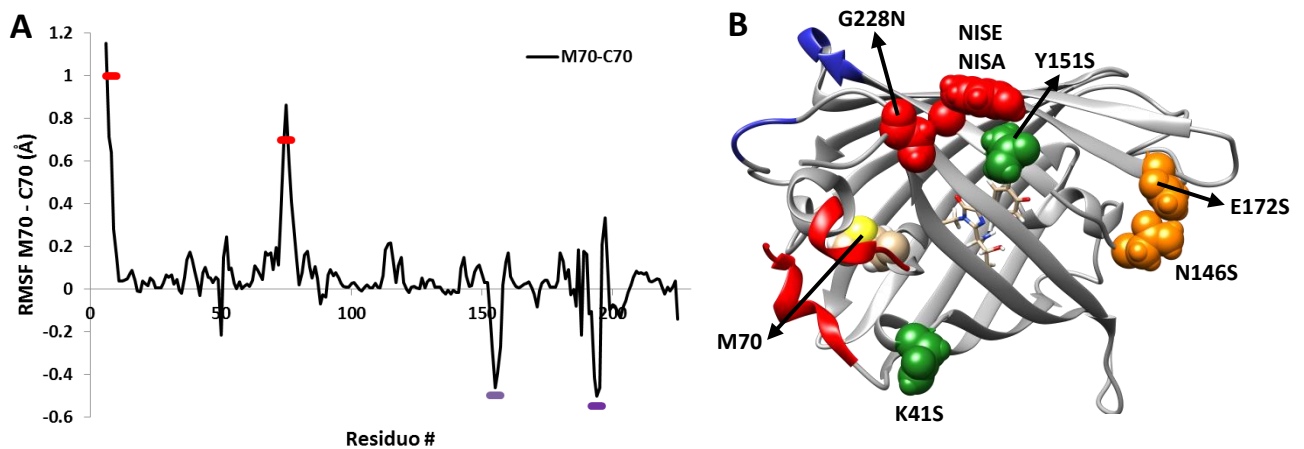 A
RMSF M70 - C70 (Å)
1.2
1
0.8
0.6
0.4
0.2
0
-0.2
-0.4
-0.6
0
50
100
150
200
Residuo #
M70-C70
B
G228N
NISE
NISA
Y151S
E172S
N146S
M70
K41S